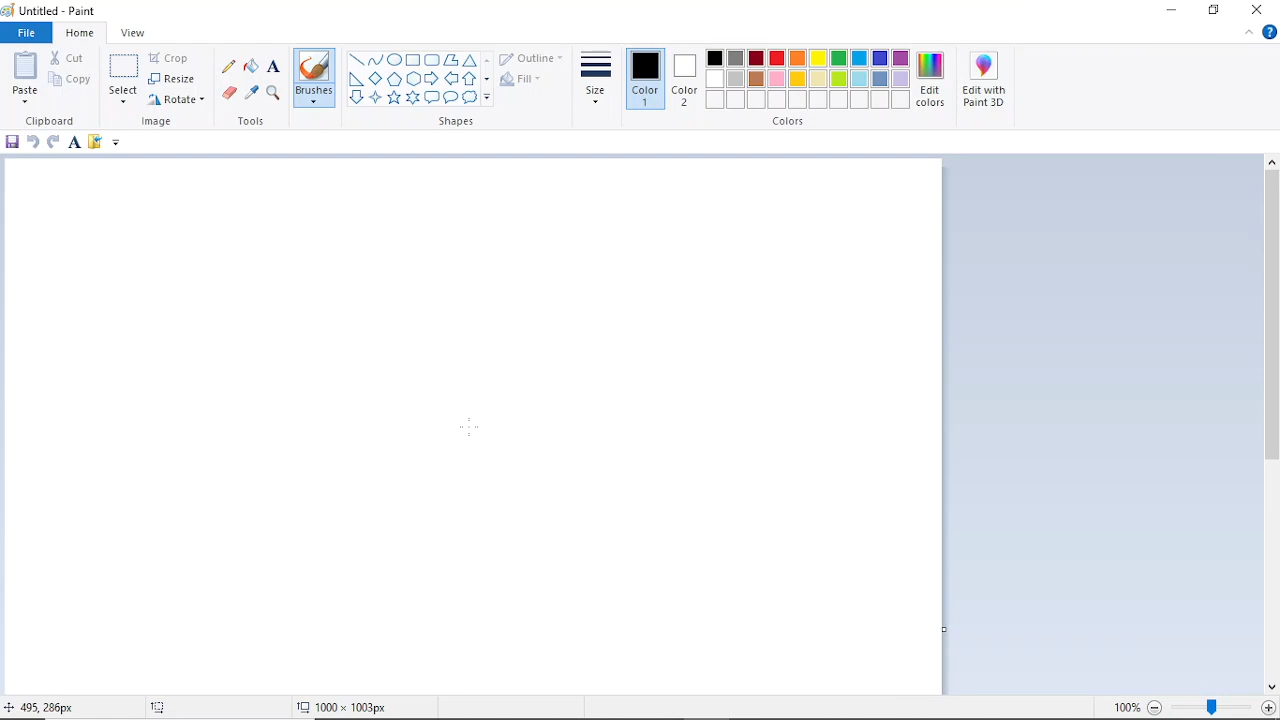 Untitled - Paint
File Home View
Paste Cut Copy Clipboard
Select Crop Resize Rotate Image
A Tools
Brushes
Shapes Outline Fill
Size
Color 1 Color 2 Edit colors Colors
Edit with Paint 3D
A
495, 286px 1000 × 1003px 100%